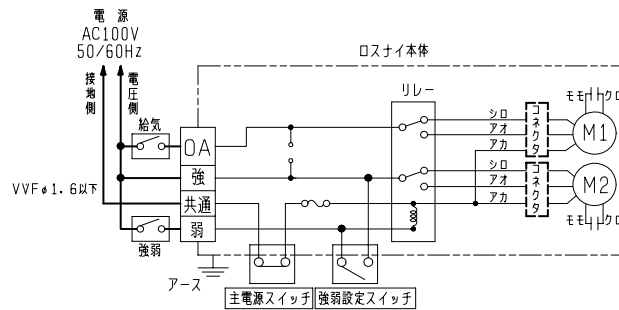 電 源
AC100V
50/60Hz
接地側
電圧側
給気
VVFφ1.6以下
強弱
アース
OA
強
共通
弱
主電源スイッチ
強弱設定スイッチ
ロスナイ本体
リレー
シロ
アオ
アカ
コネクタ
モモ
クロ
M1
シロ
アオ
アカ
コネクタ
M2
モモ
クロ